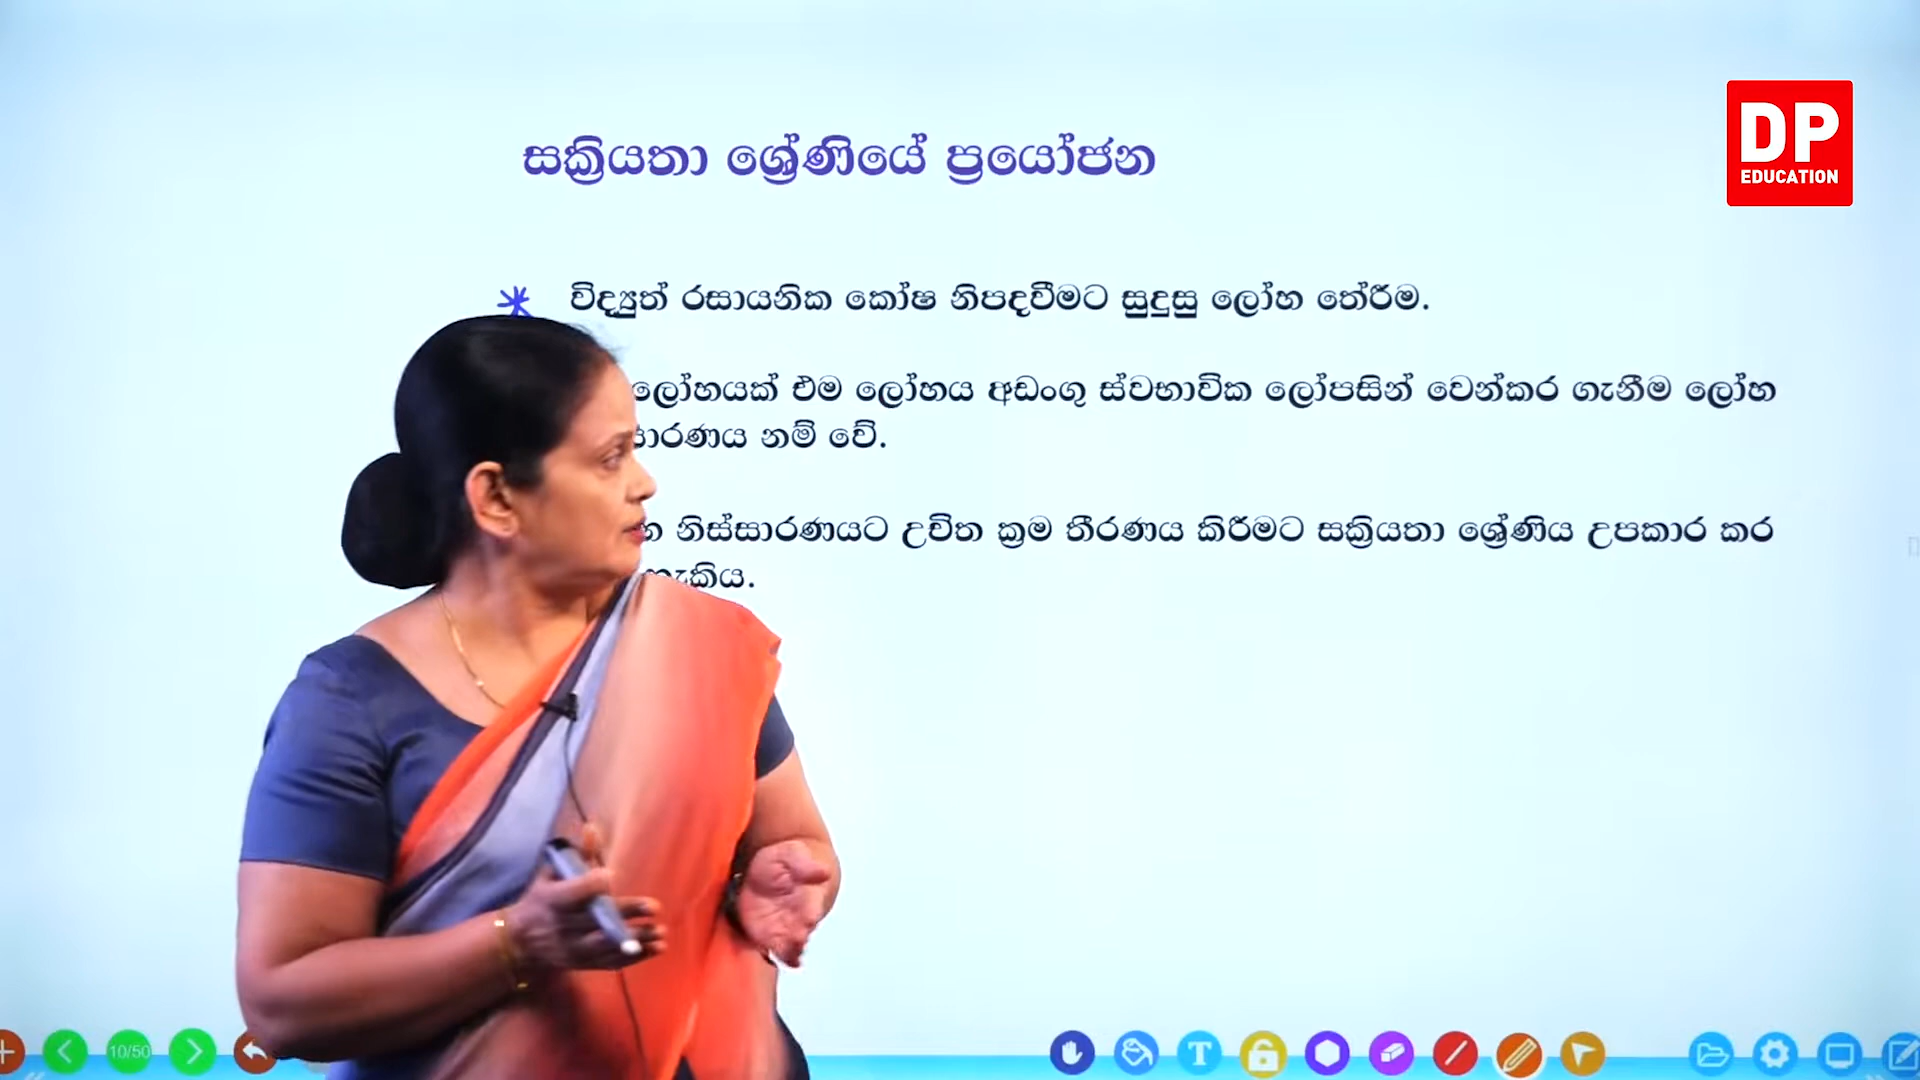 DP
EDUCATION
සක්‍රියතා ශ්‍රේණියේ ප්‍රයෝජන
විද්‍යුත් රසායනික කෝෂ නිපදවීමට සුදුසු ලෝහ තේරීම.
ලෝහයක් එම ලෝහය අඩංගු ස්වභාවික ලෝපසින් වෙන්කර ගැනීම ලෝහ
නම් වේ.
නිස්සාරණයට උචිත ක්‍රම තීරණය කිරීමට සක්‍රියතා ශ්‍රේණිය උපකාර කර
10/50
T